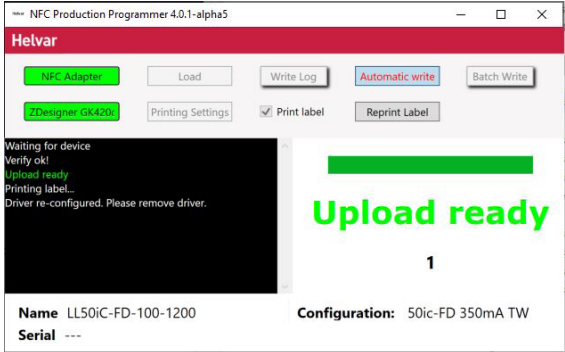 Helvar NFC Production Programmer 4.0.1-alpha5
Helvar
NFC Adapter Load Write Log Automatic write Batch Write
ZDesigner GK420 Printing Settings Print label Reprint Label
Waiting for device
Verify ok!
Upload ready
Printing label...
Driver re-configured. Please remove driver.
Upload ready
1
Name LL50iC-FD-100-1200 Configuration: 50ic-FD 350mA TW
Serial ---